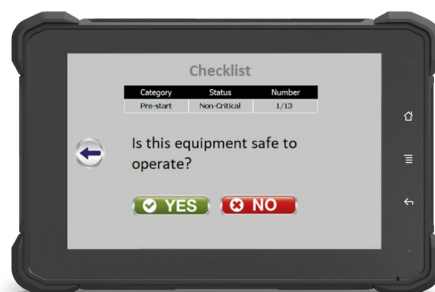 Checklist
Category Status Number
Pre-start Non-Critical 1/13
Is this equipment safe to
operate?
YES NO